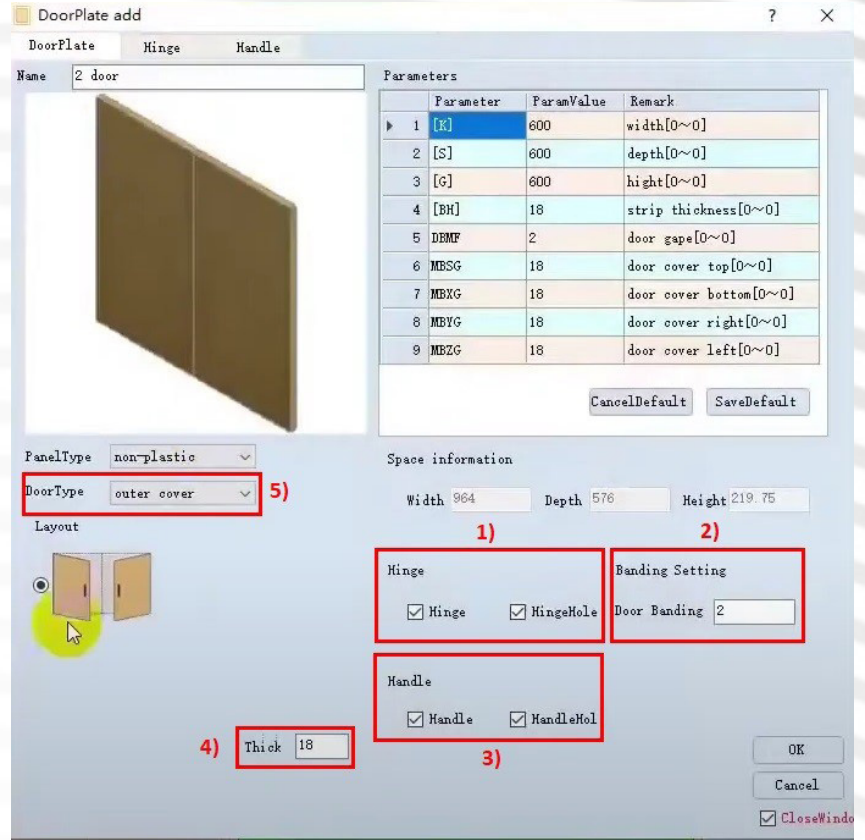 DoorPlate add ? ×
DoorPlate Hinge Handle
Name 2 door
Parameters
Parameter ParamValue Remark
1 [K] 600 width[0~0]
2 [S] 600 depth[0~0]
3 [G] 600 hight[0~0]
4 [BH] 18 strip thickness[0~0]
5 DBMF 2 door gape[0~0]
6 MBSG 18 door cover top[0~0]
7 MBXG 18 door cover bottom[0~0]
8 MBYG 18 door cover right[0~0]
9 MBZG 18 door cover left[0~0]
CancelDefault SaveDefault
PanelType non-plastic
DoorType outer cover 5)
Layout
Space information
Width 964 Depth 576 Height 219.75
1) 2)
Hinge
Hinge HingeHole
Banding Setting
Door Banding 2
Handle
Handle HandleHol
3)
4) Thick 18
OK
Cancel
CloseWindo